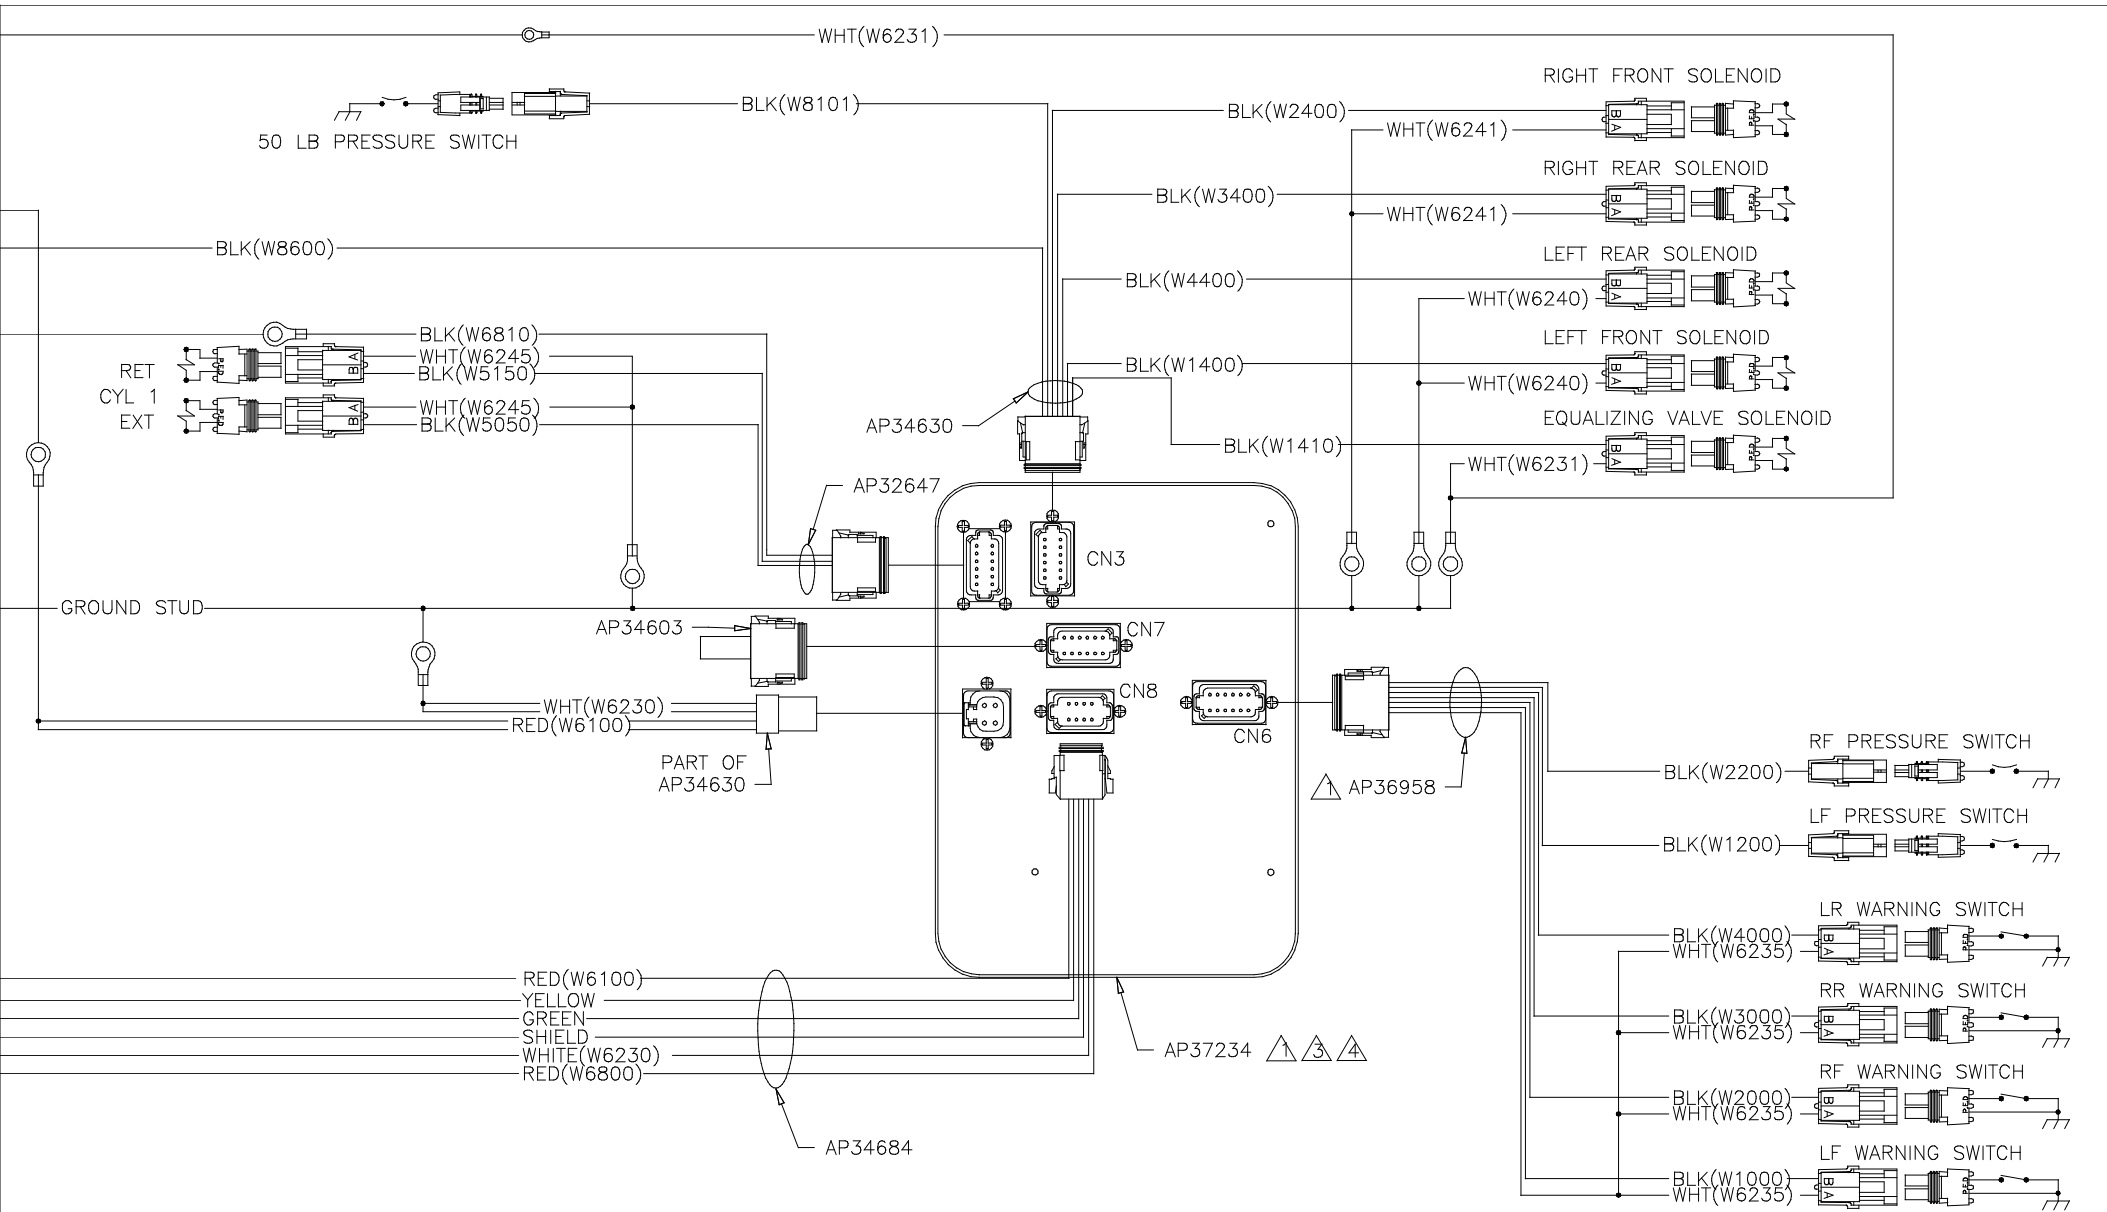 WHT(W6231)
RIGHT FRONT SOLENOID
BLK(W8101)
BLK(W2400)
B
A
WHT(W6241)
50 LB PRESSURE SWITCH
RIGHT REAR SOLENOID
BLK(W3400)
B
A
WHT(W6241)
BLK(W8600)
LEFT REAR SOLENOID
BLK(W4400)
B
A
WHT(W6240)
BLK(W6810)
LEFT FRONT SOLENOID
WHT(W6245)
A
BLK(W1400)
B
A
RET
BLK(W5150)
B
WHT(W6240)
CYL 1
WHT(W6245)
A
EXT
BLK(W5050)
B
AP34630
EQUALIZING VALVE SOLENOID
BLK(W1410)
B
A
WHT(W6231)
AP32647
CN3
GROUND STUD
AP34603
CN7
CN8
WHT(W6230)
RED(W6100)
CN6
PART OF
AP34630
RF PRESSURE SWITCH
BLK(W2200)
1
AP36958
LF PRESSURE SWITCH
BLK(W1200)
LR WARNING SWITCH
BLK(W4000)
B
WHT(W6235)
A
RED(W6100)
RR WARNING SWITCH
YELLOW
GREEN
BLK(W3000)
B
WHT(W6235)
A
SHIELD
AP37234
1
3
4
WHITE(W6230)
RED(W6800)
RF WARNING SWITCH
BLK(W2000)
B
WHT(W6235)
A
AP34684
LF WARNING SWITCH
BLK(W1000)
B
WHT(W6235)
A